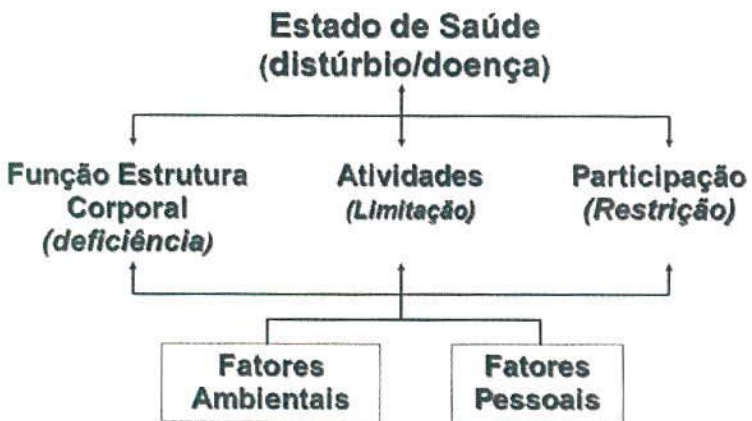 Estado de Saúde
(distúrbio/doença)
Função Estrutura
Corporal
(deficiência)
Atividades
(Limitação)
Participação
(Restrição)
Fatores
Ambientais
Fatores
Pessoais